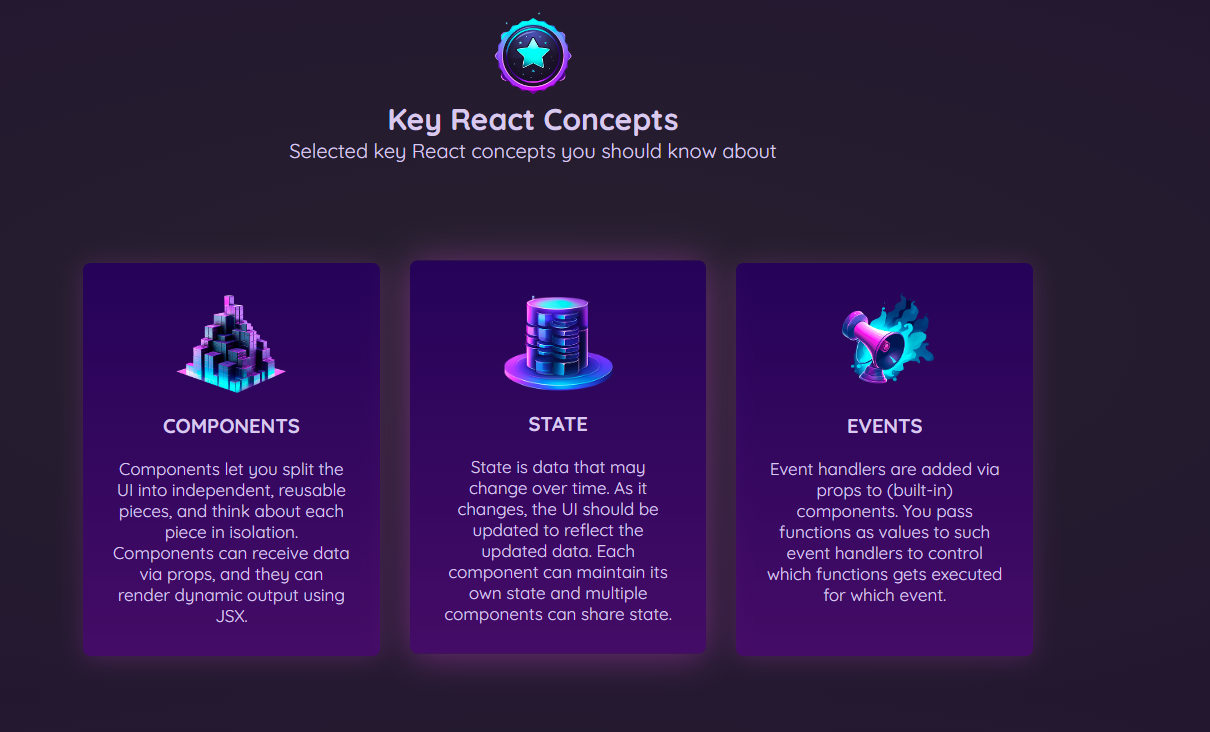 Key React Concepts
Selected key React concepts you should know about
COMPONENTS
Components let you split the
UI into independent, reusable
pieces, and think about each
piece in isolation.
Components can receive data
via props, and they can
render dynamic output using
JSX.
STATE
State is data that may
change over time. As it
changes, the UI should be
updated to reflect the
updated data. Each
component can maintain its
own state and multiple
components can share state.
EVENTS
Event handlers are added via
props to (built-in)
components. You pass
functions as values to such
event handlers to control
which functions gets executed
for which event.